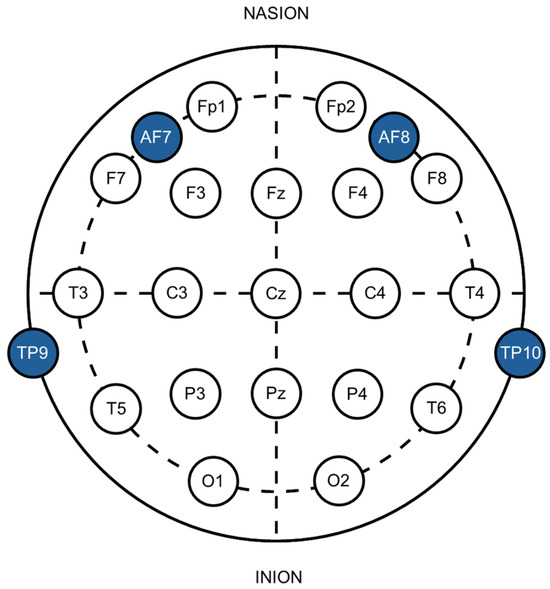 NASION
Fp1 Fp2
AF7 AF8
F7 F3 Fz F4 F8
T3 C3 Cz C4 T4
TP9 TP10
T5 P3 Pz P4 T6
O1 O2
INION